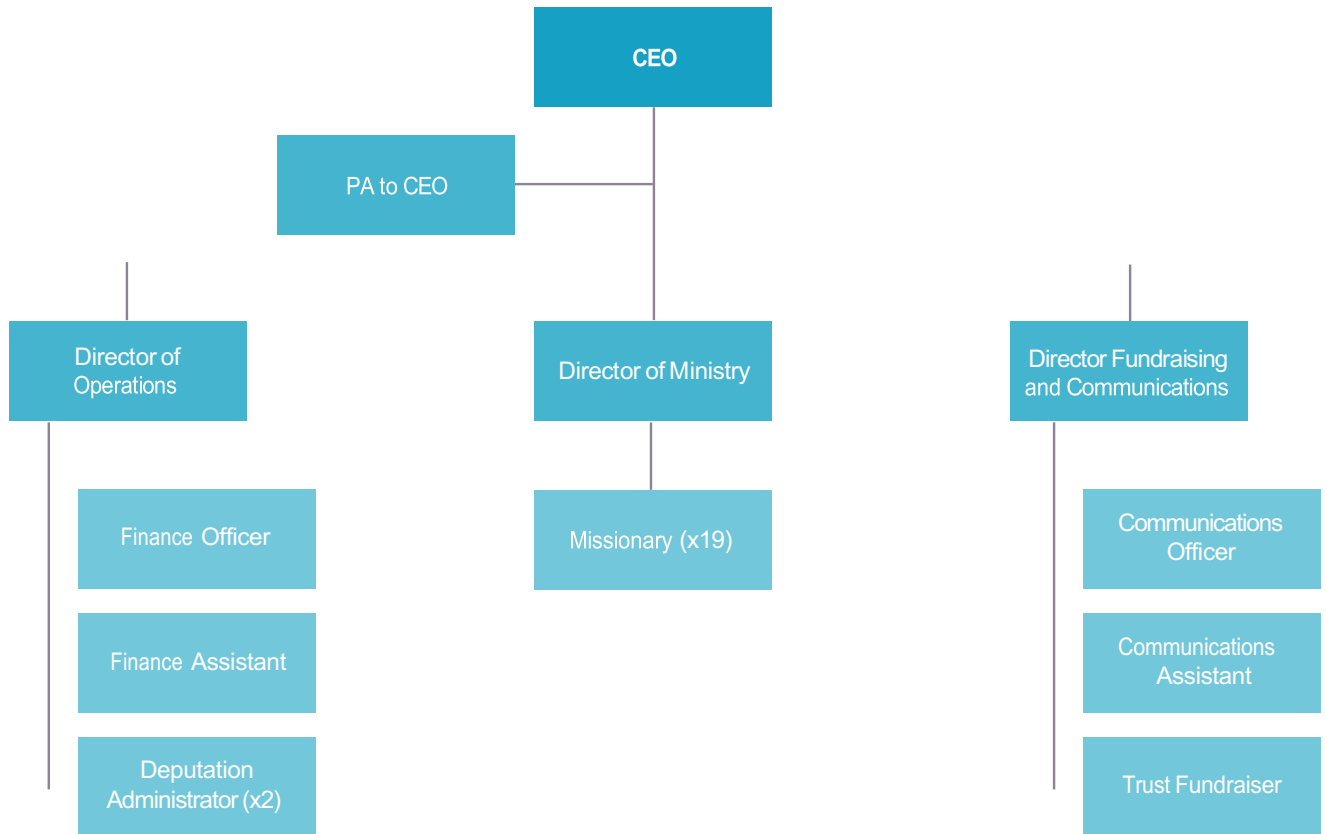 CEO
PA to CEO
Director of
Operations
Director of Ministry
Director Fundraising
and Communications
Finance Officer
Finance Assistant
Deputation
Administrator (x2)
Missionary (x19)
Communications
Officer
Communications
Assistant
Trust Fundraiser